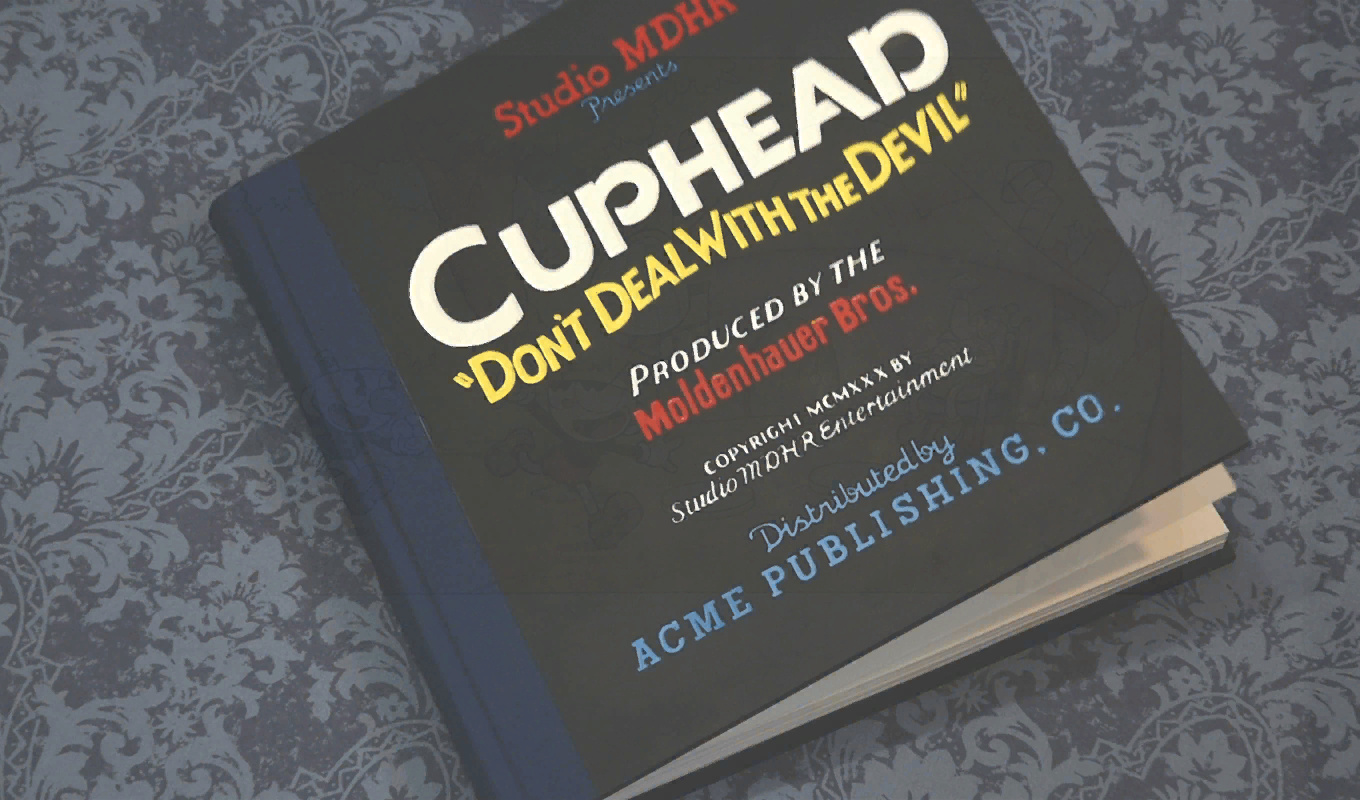 Studio MDHR
Presents
CUPHEAD
"DON'T DEAL WITH THE DEVIL"
PRODUCED BY THE
Moldenhauer Bros.
COPYRIGHT MCMXXX BY
Studio MDHR Entertainment
Distributed by
ACME PUBLISHING, CO.